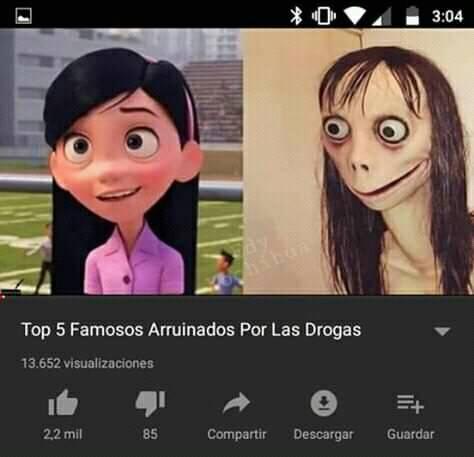 3:04
Top 5 Famosos Arruinados Por Las Drogas
13.652 visualizaciones
2,2 mil 85 Compartir Descargar Guardar